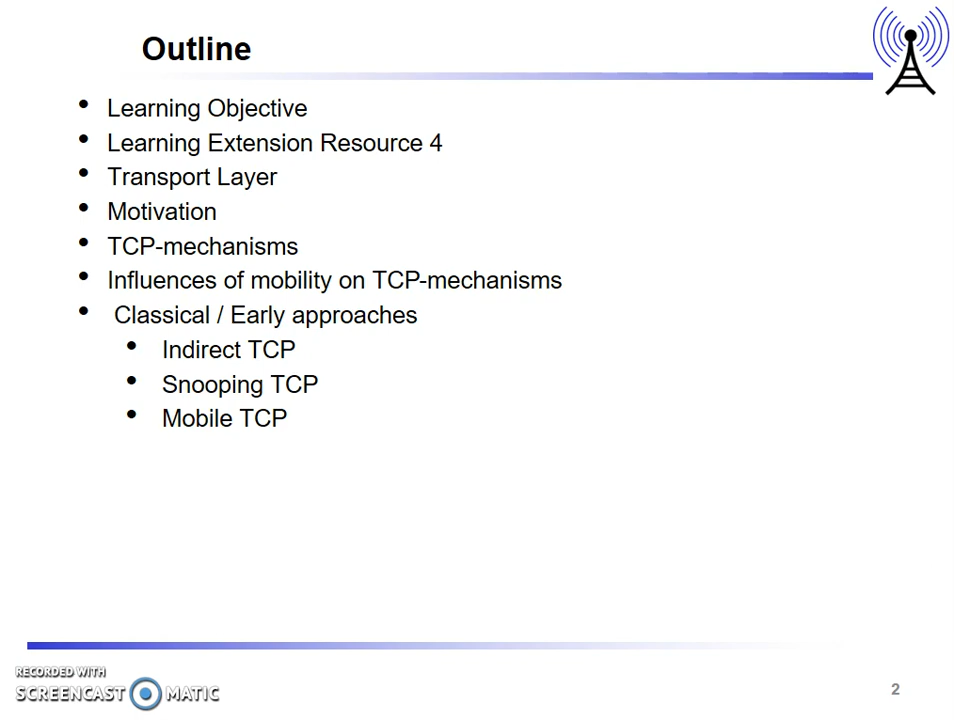 Outline
• Learning Objective
• Learning Extension Resource 4
• Transport Layer
• Motivation
• TCP-mechanisms
• Influences of mobility on TCP-mechanisms
• Classical / Early approaches
• Indirect TCP
• Snooping TCP
• Mobile TCP
RECORDED WITH
SCREENCAST MATIC
2